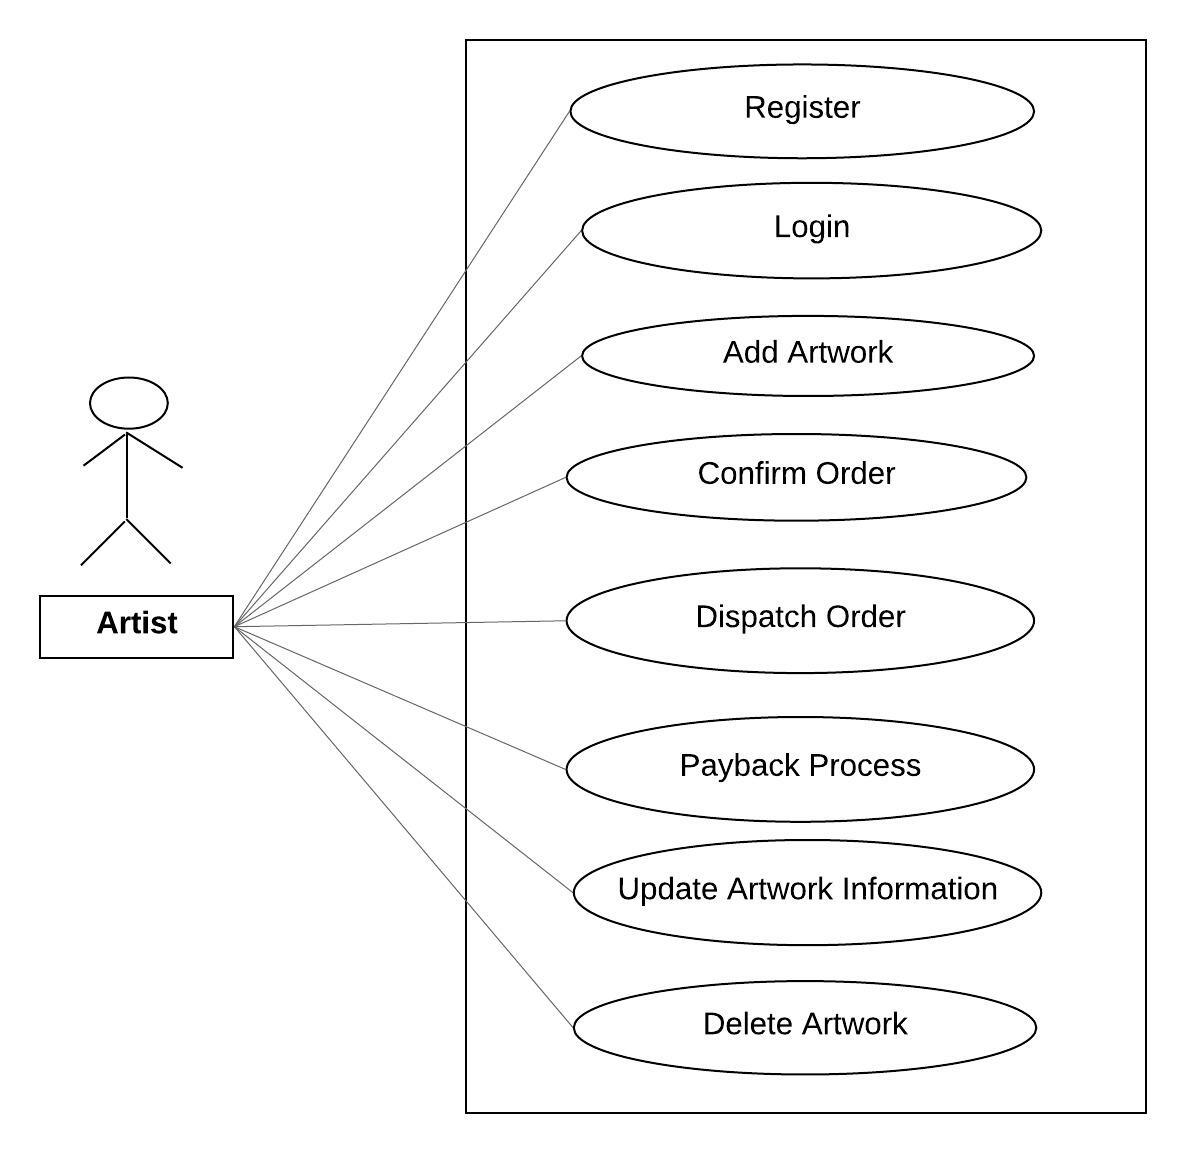 Register
Login
Add Artwork
Confirm Order
Artist
Dispatch Order
Payback Process
Update Artwork Information
Delete Artwork